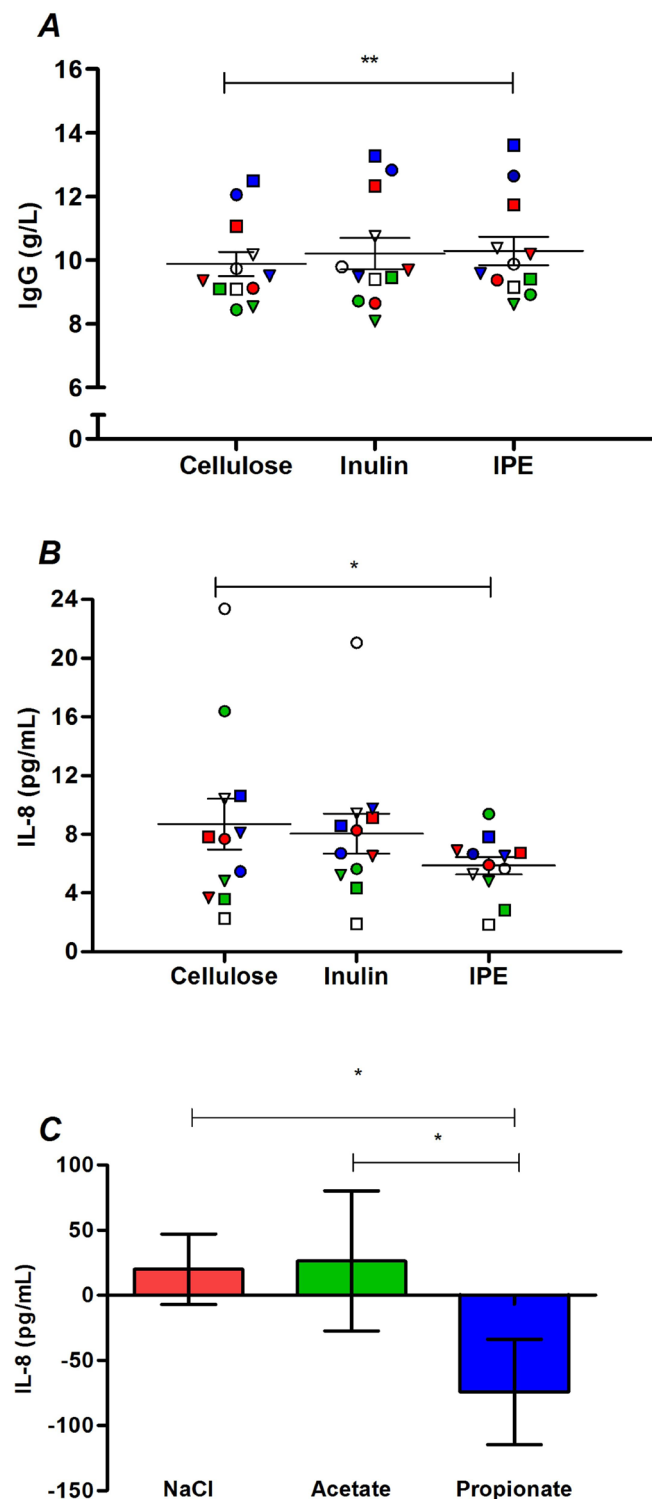 A
**
16
14
12
10
8
6
0
IgG (g/L)
Cellulose Inulin IPE
B
*
24
20
16
12
8
4
0
IL-8 (pg/mL)
Cellulose Inulin IPE
*
C
*
100
50
0
-50
-100
-150
IL-8 (pg/mL)
NaCl Acetate Propionate